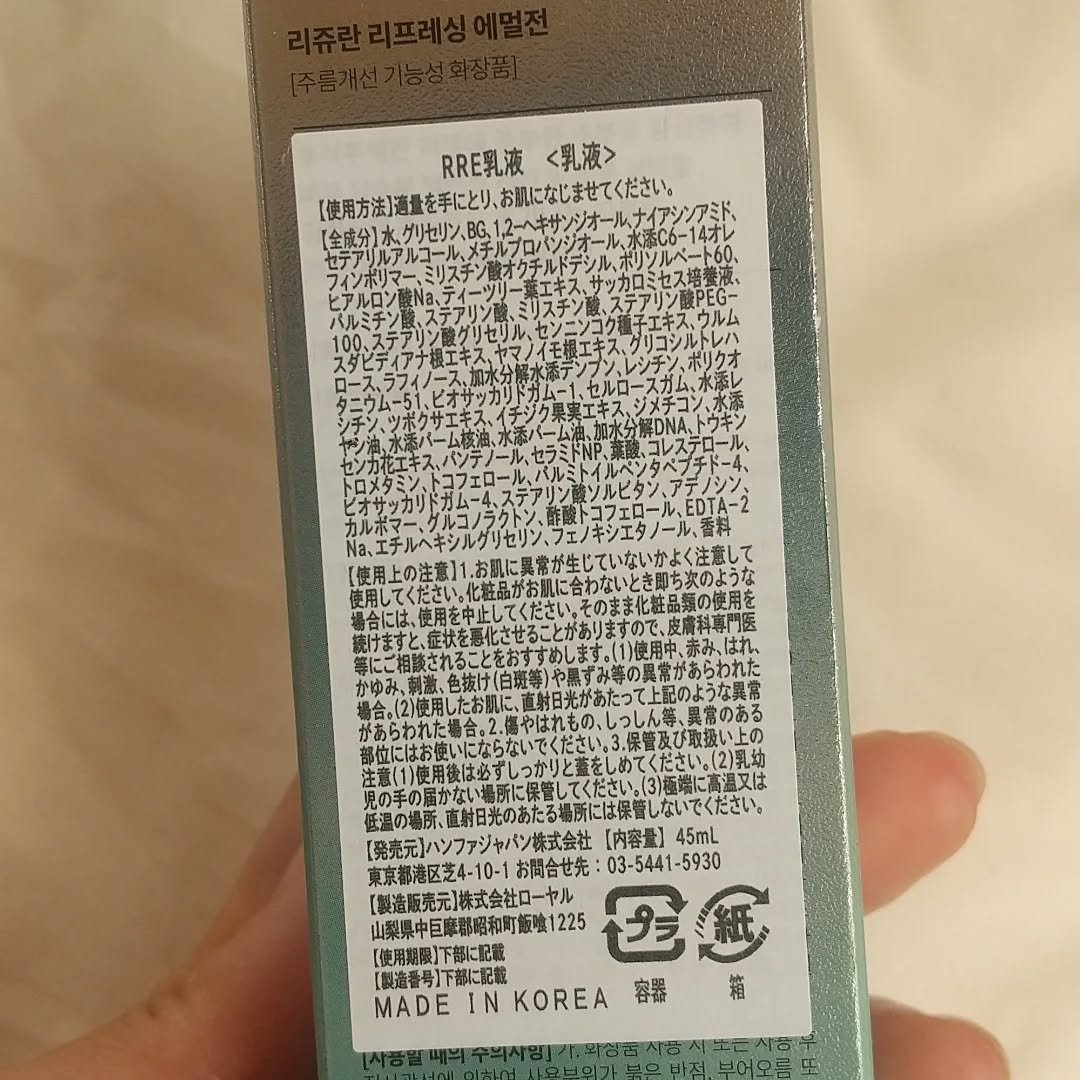 리쥬란 리프레싱 에멀전
[주름개선 기능성 화장품]
RRE乳液 <乳液>
【使用方法】適量を手にとり、お肌になじませてください。
【全成分】水、グリセリン、BG、1,2-ヘキサンジオール、ナイアシンアミド、
セテアリルアルコール、メチルプロパンジオール、水添C6-14オレ
フィンポリマー、ミリスチン酸オクチルドデシル、ポリソルベート60、
ヒアルロン酸Na、ティーツリー葉エキス、サッカロミセス培養液、
パルミチン酸、ステアリン酸、ミリスチン酸、ステアリン酸PEG-
100、ステアリン酸グリセリル、センニンコク種子エキス、ウルム
スダビディアナ根エキス、ヤマノイモ根エキス、グリコシルトレハ
ロース、ラフィノース、加水分解水添デンプン、レシチン、ポリクオ
タニウム-51、ビオサッカリドガム-1、セルロースガム、水添レ
シチン、ツボクサエキス、イチジク果実エキス、ジメチコン、水添
ヤシ油、水添パーム核油、水添パーム油、加水分解DNA、トウキン
センカ花エキス、パンテノール、セラミドNP、葉酸、コレステロール、
トロメタミン、トコフェロール、パルミトイルペンタペプチド-4、
ビオサッカリドガム-4、ステアリン酸ソルビタン、アデノシン、
カルボマー、グルコノラクトン、酢酸トコフェロール、EDTA-2
Na、エチルヘキシルグリセリン、フェノキシエタノール、香料
【使用上の注意】1.お肌に異常が生じていないかよく注意して
使用してください。化粧品がお肌に合わないとき即ち次のような
場合には、使用を中止してください。そのまま化粧品類の使用を
続けますと、症状を悪化させることがありますので、皮膚科専門医
等にご相談されることをおすすめします。(1)使用中、赤み、はれ、
かゆみ、刺激、色抜け(白斑等)や黒ずみ等の異常があらわれた
場合。(2)使用したお肌に、直射日光があたって上記のような異常
があらわれた場合。2.傷やはれもの、しっしん等、異常のある
部位にはお使いにならないでください。3.保管及び取扱い上の
注意(1)使用後は必ずしっかりと蓋をしめてください。(2)乳幼
児の手の届かない場所に保管してください。(3)極端に高温又は
低温の場所、直射日光のあたる場所には保管しないでください。
【発売元】ハンファジャパン株式会社 【内容量】 45mL
東京都港区芝4-10-1 お問合せ先：03-5441-5930
【製造販売元】株式会社ローヤル
山梨県中巨摩郡昭和町飯喰1225
【使用期限】下部に記載
【製造番号】下部に記載
MADE IN KOREA
プラ
容器
紙
箱
[사용할 때의 주의사항] 가. 화장품 사용 시 또는 사용 후
직사광선에 의하여 사용부위가 붉은 반점, 부어오름 또